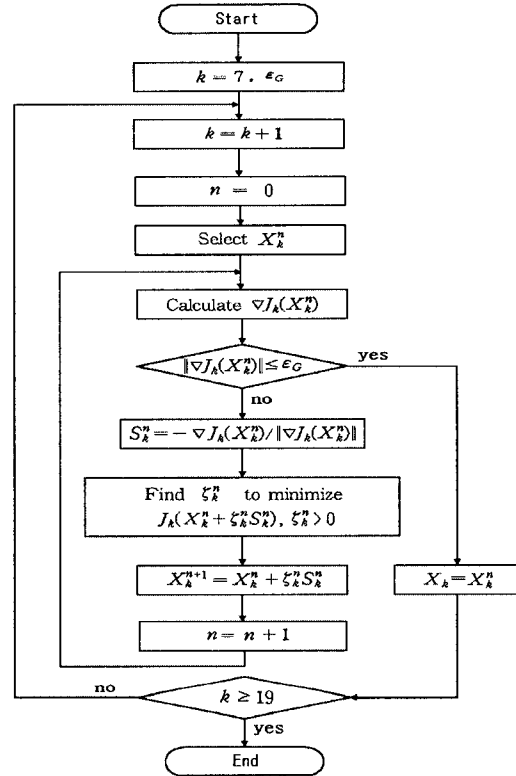 Start
k = 7 . ε_G
k = k + 1
n = 0
Select X_k^n
Calculate ∇J_k(X_k^n)
‖∇J_k(X_k^n)‖ ≤ ε_G
yes
no
S_k^n = − ∇J_k(X_k^n)/‖∇J_k(X_k^n)‖
Find ζ_k^n to minimize
J_k(X_k^n + ζ_k^n S_k^n), ζ_k^n > 0
X_k^{n+1} = X_k^n + ζ_k^n S_k^n
X_k = X_k^n
n = n + 1
no
k ≥ 19
yes
End